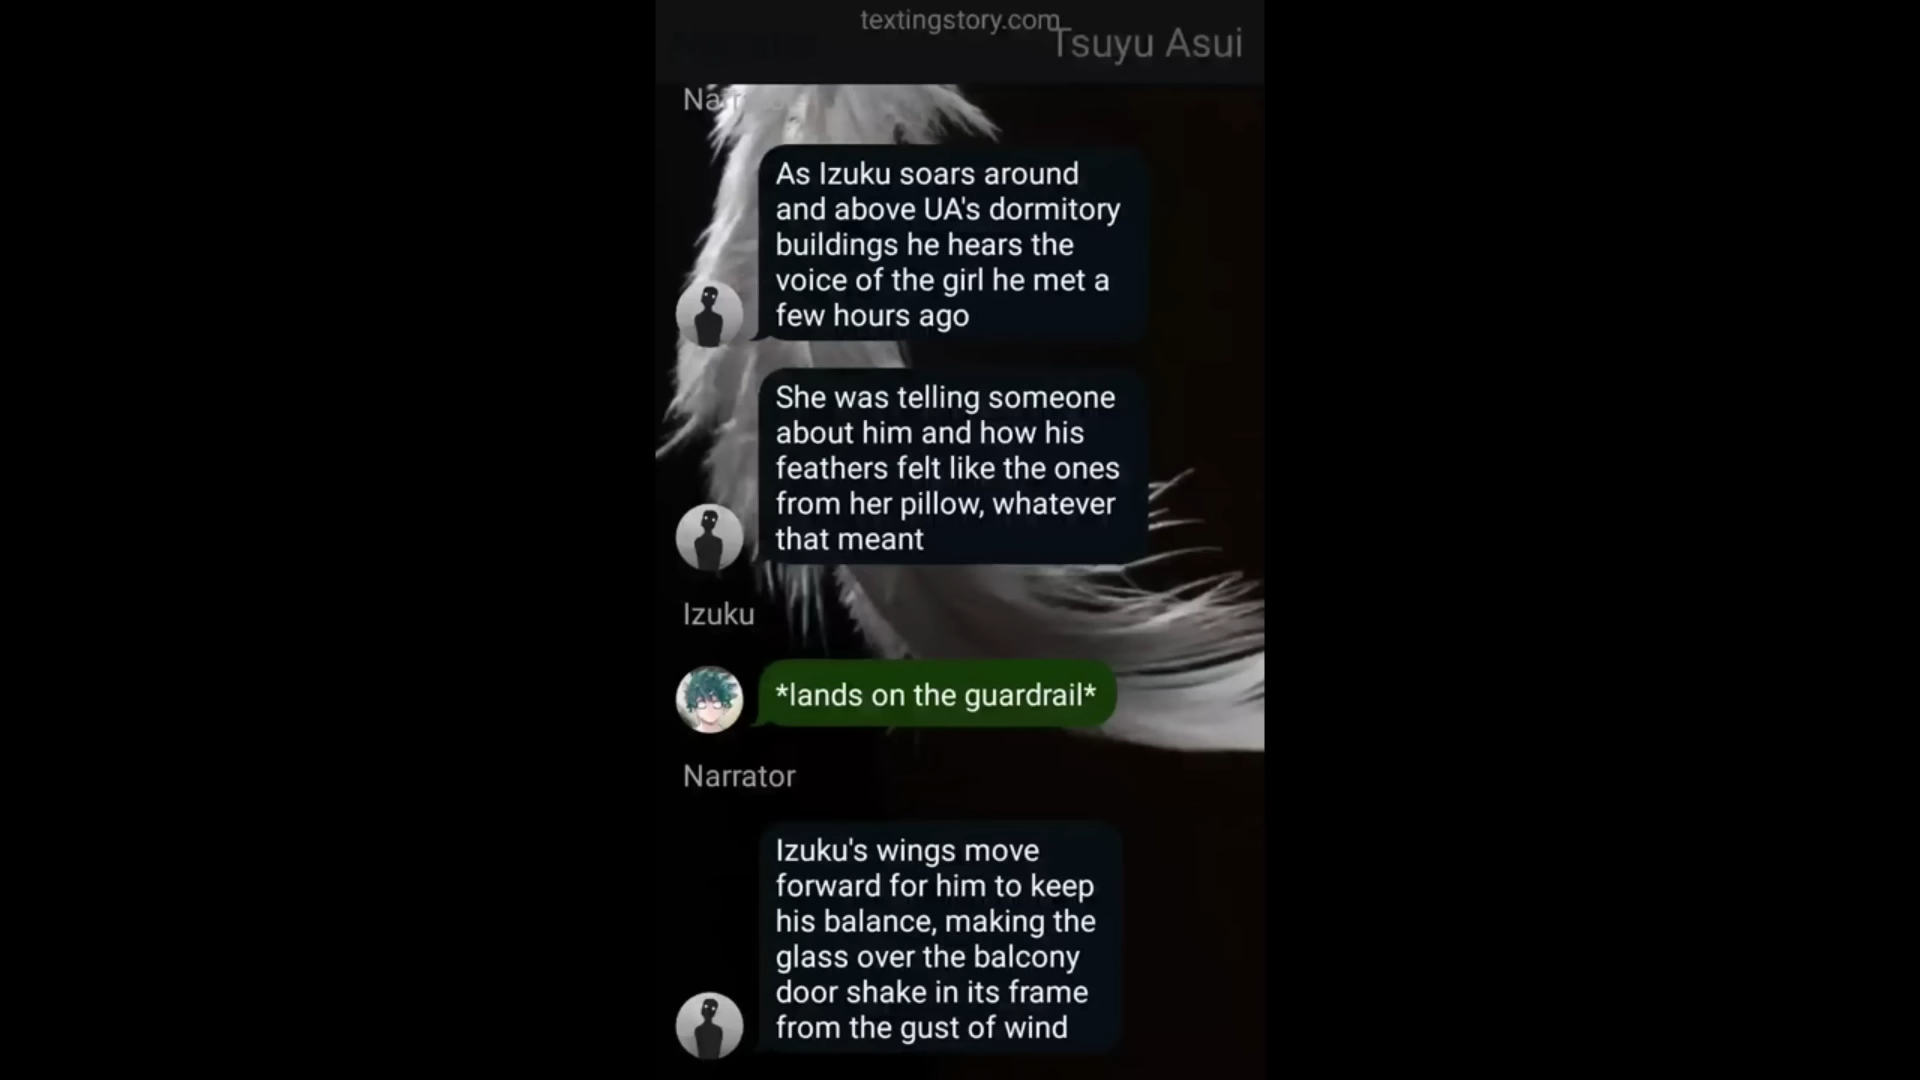 textingstory.com
Tsuyu Asui
Narrator
As Izuku soars around
and above UA's dormitory
buildings he hears the
voice of the girl he met a
few hours ago
She was telling someone
about him and how his
feathers felt like the ones
from her pillow, whatever
that meant
Izuku
*lands on the guardrail*
Narrator
Izuku's wings move
forward for him to keep
his balance, making the
glass over the balcony
door shake in its frame
from the gust of wind